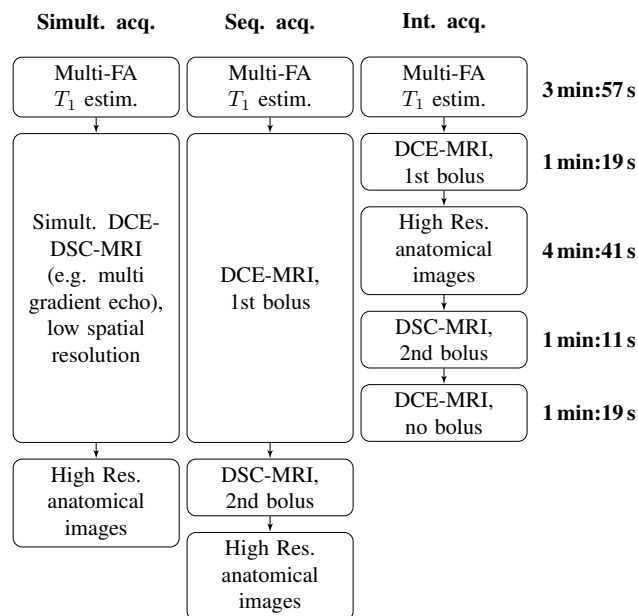 Simult. acq.
Seq. acq.
Int. acq.
Multi-FA
T1 estim.
Multi-FA
T1 estim.
Multi-FA
T1 estim.
3 min:57 s
Simult. DCE-
DSC-MRI
(e.g. multi
gradient echo),
low spatial
resolution
DCE-MRI,
1st bolus
DCE-MRI,
1st bolus
1 min:19 s
High Res.
anatomical
images
4 min:41 s
DSC-MRI,
2nd bolus
1 min:11 s
DCE-MRI,
no bolus
1 min:19 s
High Res.
anatomical
images
DSC-MRI,
2nd bolus
High Res.
anatomical
images